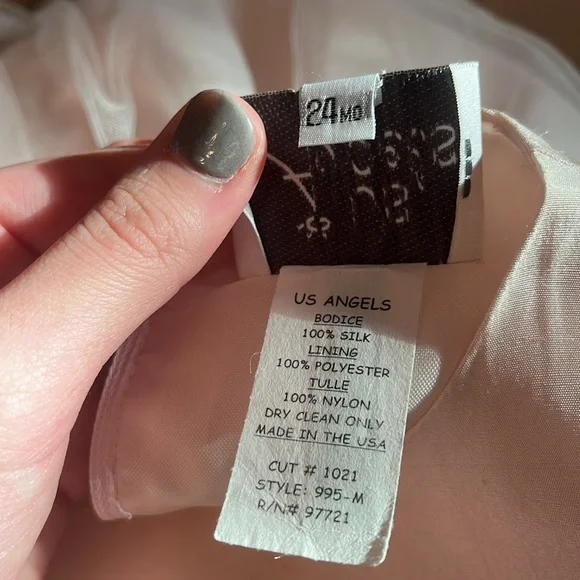 24MO
US ANGELS
BODICE
100% SILK
LINING
100% POLYESTER
TULLE
100% NYLON
DRY CLEAN ONLY
MADE IN THE USA
CUT # 1021
STYLE: 995-M
R/N# 97721